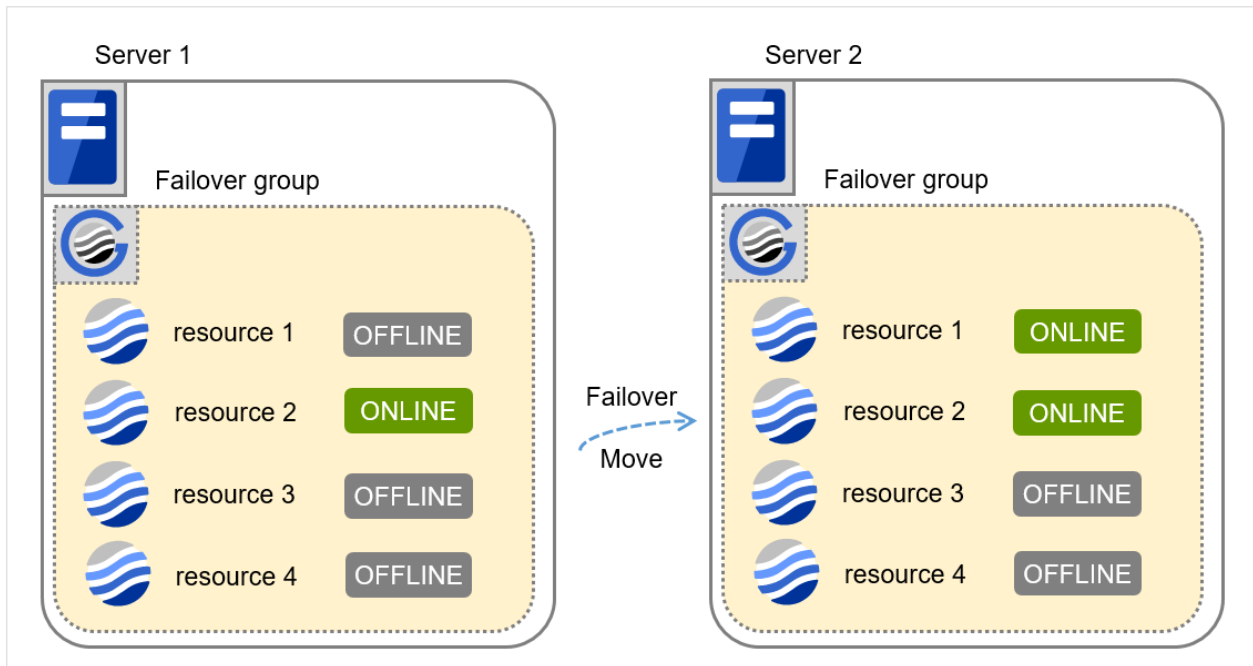 Server 1
Failover group
resource 1 OFFLINE
resource 2 ONLINE
resource 3 OFFLINE
resource 4 OFFLINE
Failover
Move
Server 2
Failover group
resource 1 ONLINE
resource 2 ONLINE
resource 3 OFFLINE
resource 4 OFFLINE